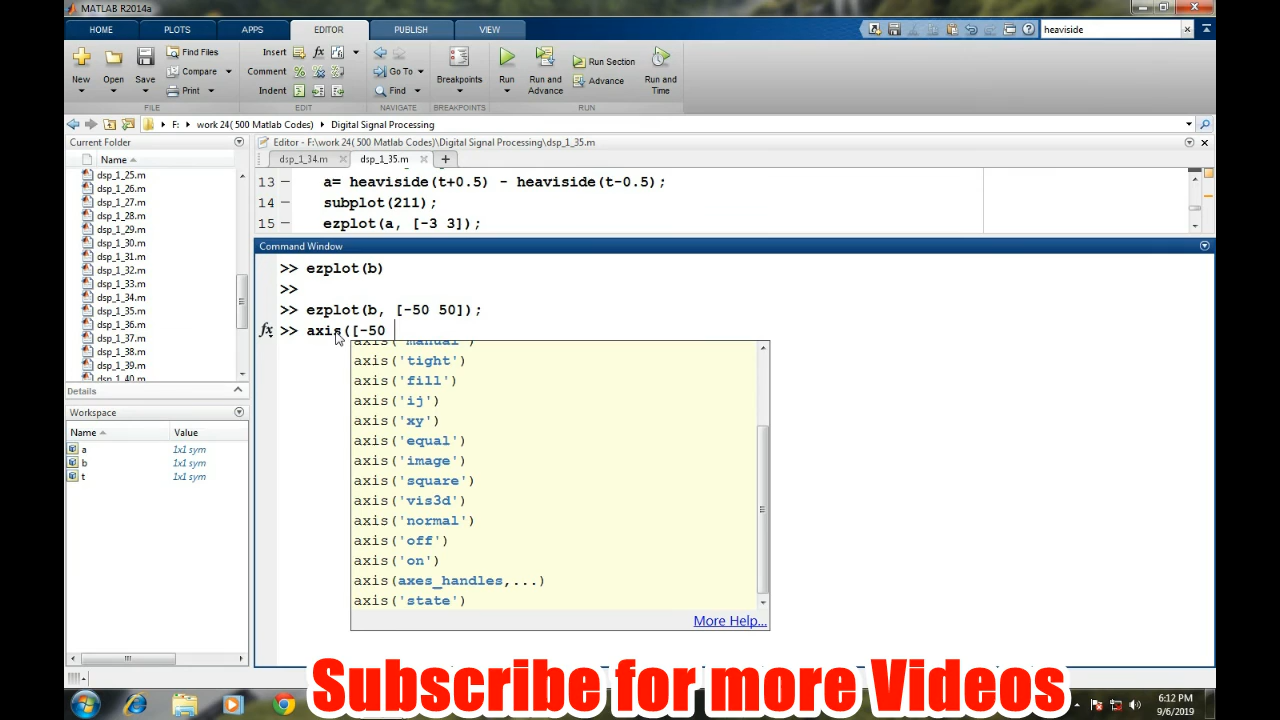 MATLAB R2014a
HOME PLOTS APPS EDITOR PUBLISH VIEW heaviside
New Open Save Find Files Compare Print Insert Comment Indent fx Go To Find Breakpoints Run Run and Advance Run Section Advance Run and Time
FILE EDIT NAVIGATE BREAKPOINTS RUN
F: work 24( 500 Matlab Codes) Digital Signal Processing
Current Folder
Name
dsp_1_25.m
dsp_1_26.m
dsp_1_27.m
dsp_1_28.m
dsp_1_29.m
dsp_1_30.m
dsp_1_31.m
dsp_1_32.m
dsp_1_33.m
dsp_1_34.m
dsp_1_35.m
dsp_1_36.m
dsp_1_37.m
dsp_1_38.m
dsp_1_39.m
dsp_1_40.m
Details
Workspace
Name Value
a 1x1 sym
b 1x1 sym
t 1x1 sym
Editor - F:\work 24( 500 Matlab Codes)\Digital Signal Processing\dsp_1_35.m
dsp_1_34.m dsp_1_35.m
13 a= heaviside(t+0.5) - heaviside(t-0.5);
14 subplot(211);
15 ezplot(a, [-3 3]);
Command Window
>> ezplot(b)
>>
>> ezplot(b, [-50 50]);
fx >> axis([-50
axis('manual')
axis('tight')
axis('fill')
axis('ij')
axis('xy')
axis('equal')
axis('image')
axis('square')
axis('vis3d')
axis('normal')
axis('off')
axis('on')
axis(axes_handles,...)
axis('state')
More Help...
Subscribe for more Videos
6:12 PM
9/6/2019